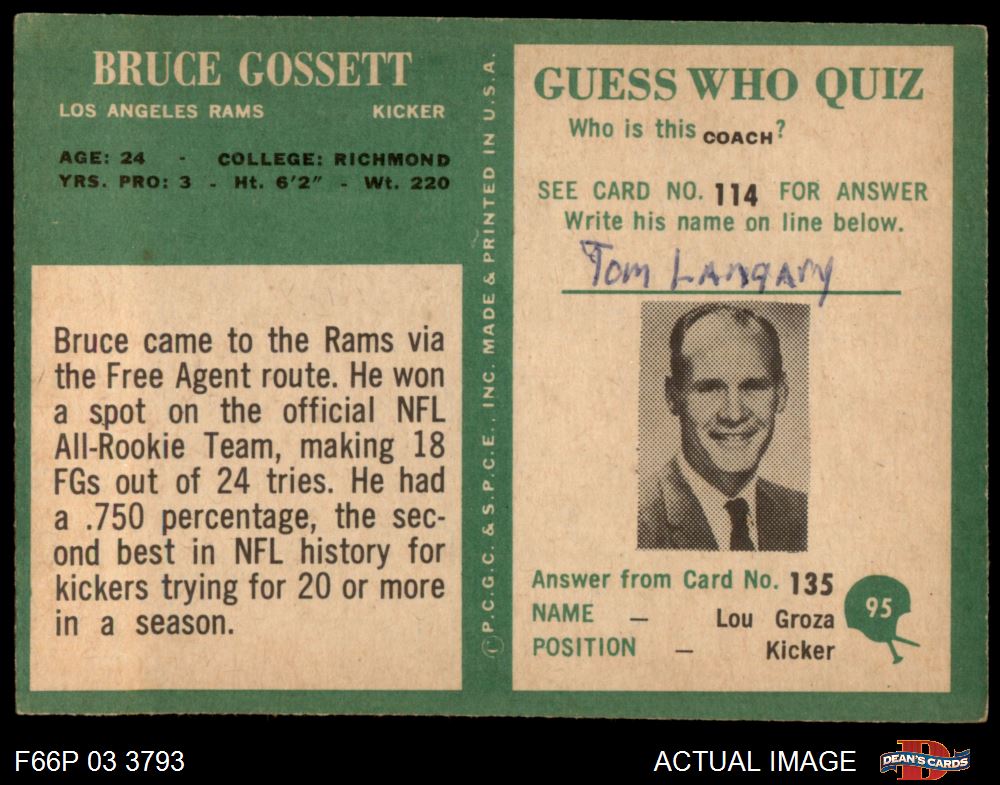 BRUCE GOSSETT
LOS ANGELES RAMS KICKER
AGE: 24 - COLLEGE: RICHMOND
YRS. PRO: 3 - Ht. 6'2" - Wt. 220
Bruce came to the Rams via
the Free Agent route. He won
a spot on the official NFL
All-Rookie Team, making 18
FGs out of 24 tries. He had
a .750 percentage, the sec-
ond best in NFL history for
kickers trying for 20 or more
in a season.
© P.C.G.C. & S.P.C.E., INC. MADE & PRINTED IN U.S.A.
GUESS WHO QUIZ
Who is this COACH?
SEE CARD NO. 114 FOR ANSWER
Write his name on line below.
Tom Langary
Answer from Card No. 135
NAME — Lou Groza
POSITION — Kicker
95
F66P 03 3793
ACTUAL IMAGE
D
DEAN'S CARDS